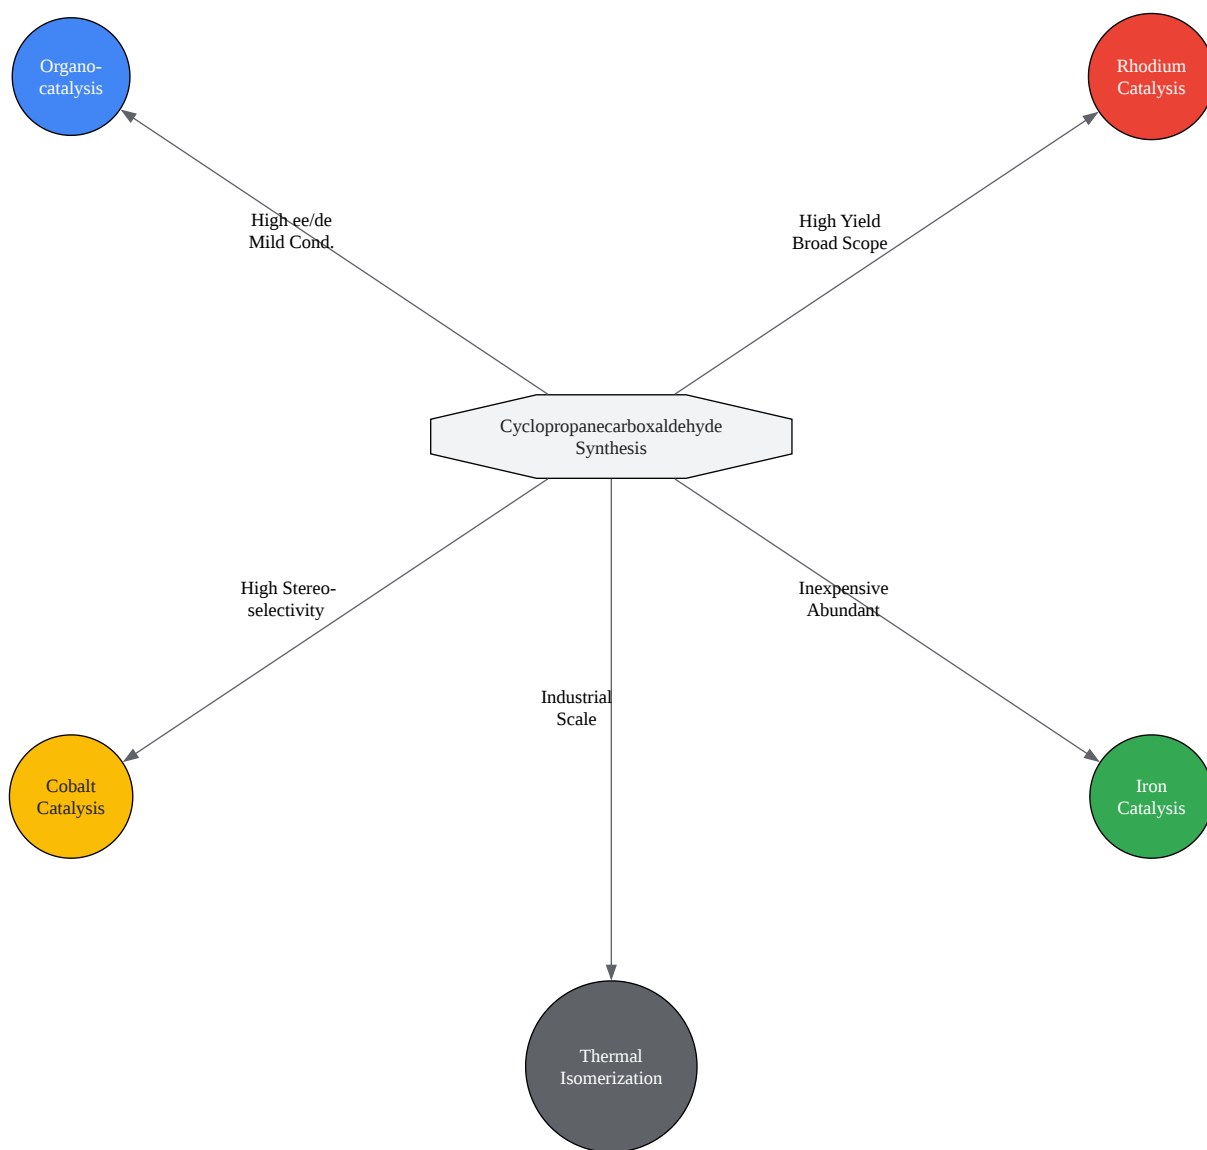 Organo-
catalysis
Rhodium
Catalysis
High ee/de
Mild Cond.
High Yield
Broad Scope
Cyclopropanecarboxaldehyde
Synthesis
High Stereo-
selectivity
Inexpensive
Abundant
Industrial
Scale
Cobalt
Catalysis
Iron
Catalysis
Thermal
Isomerization